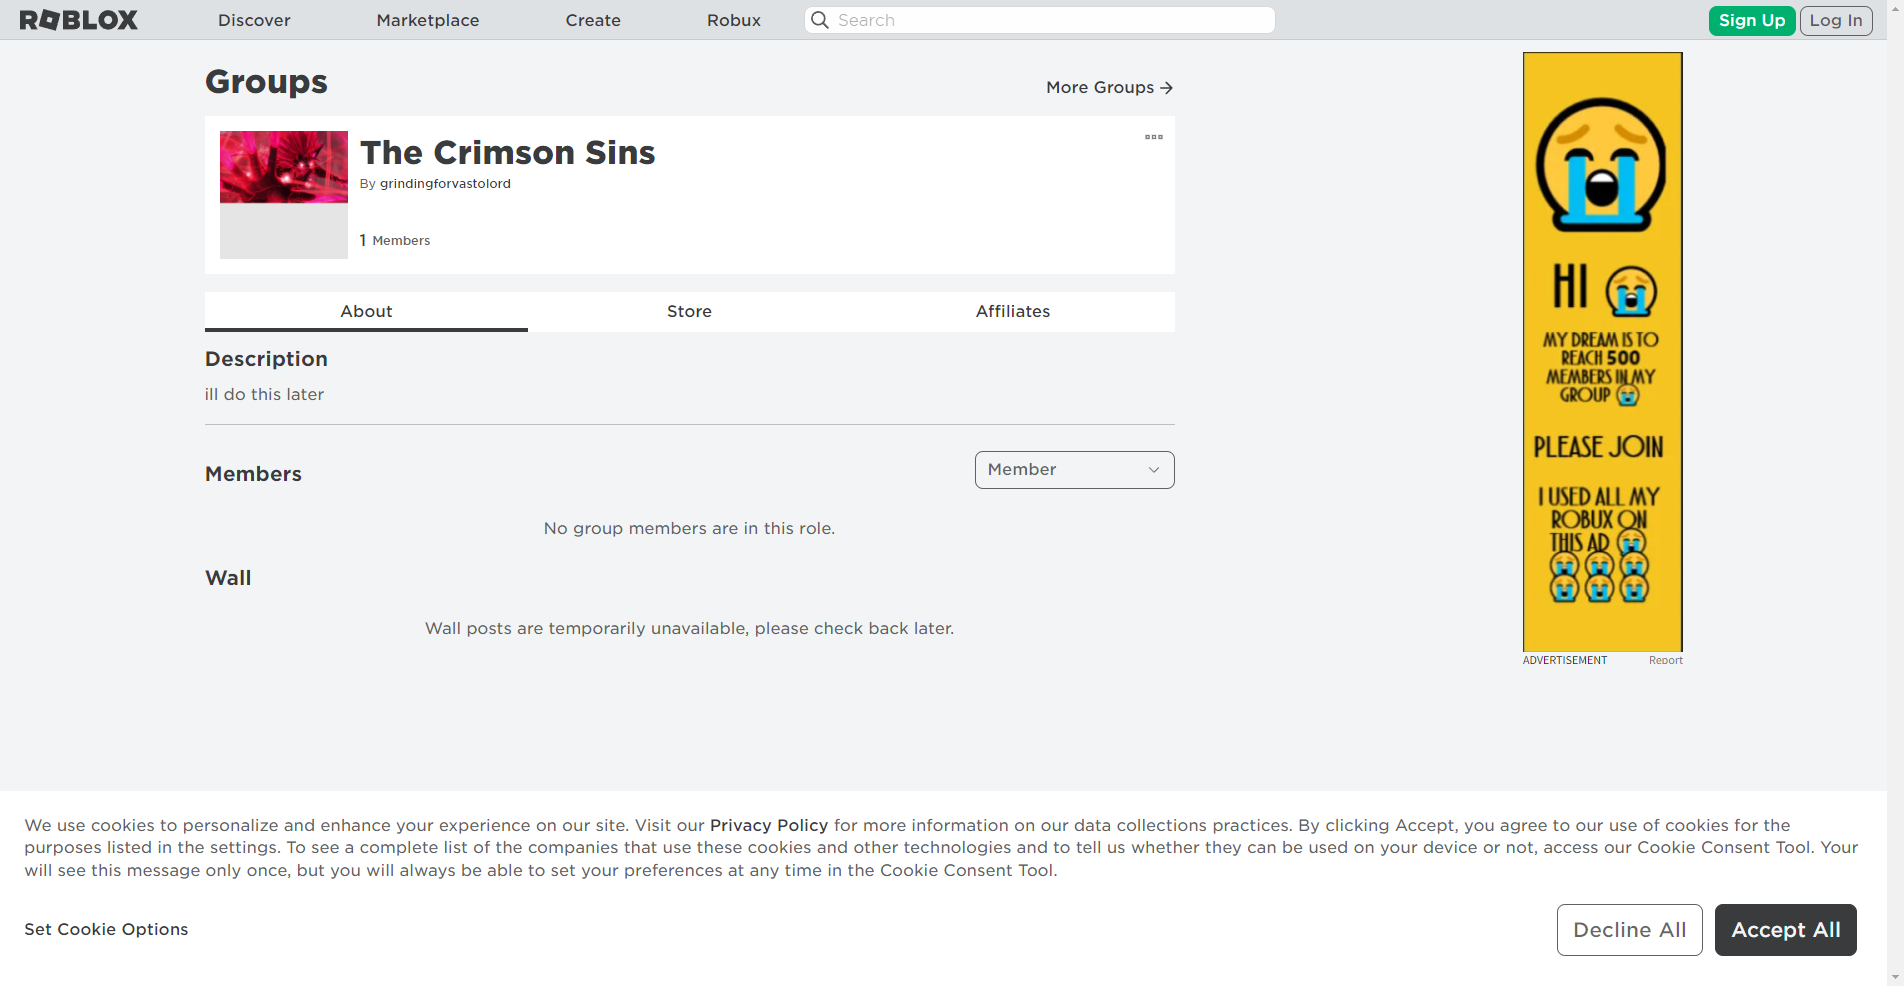 ROBLOX
Discover
Marketplace
Create
Robux
Search
Sign Up
Log In
Groups
More Groups
The Crimson Sins
By grindingforvastolord
1 Members
About
Store
Affiliates
Description
ill do this later
Members
Member
No group members are in this role.
Wall
Wall posts are temporarily unavailable, please check back later.
HI
MY DREAM IS TO
REACH 500
MEMBERS IN MY
GROUP
PLEASE JOIN
I USED ALL MY
ROBUX ON
THIS AD
ADVERTISEMENT
Report
We use cookies to personalize and enhance your experience on our site. Visit our Privacy Policy for more information on our data collections practices. By clicking Accept, you agree to our use of cookies for the
purposes listed in the settings. To see a complete list of the companies that use these cookies and other technologies and to tell us whether they can be used on your device or not, access our Cookie Consent Tool. Your
will see this message only once, but you will always be able to set your preferences at any time in the Cookie Consent Tool.
Set Cookie Options
Decline All
Accept All